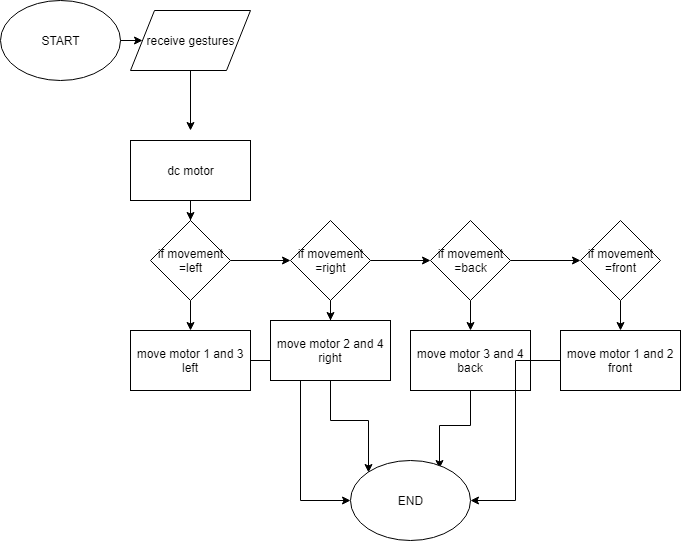 START
receive gestures
dc motor
if movement
=left
if movement
=right
if movement
=back
if movement
=front
move motor 1 and 3
left
move motor 2 and 4
right
move motor 3 and 4
back
move motor 1 and 2
front
END